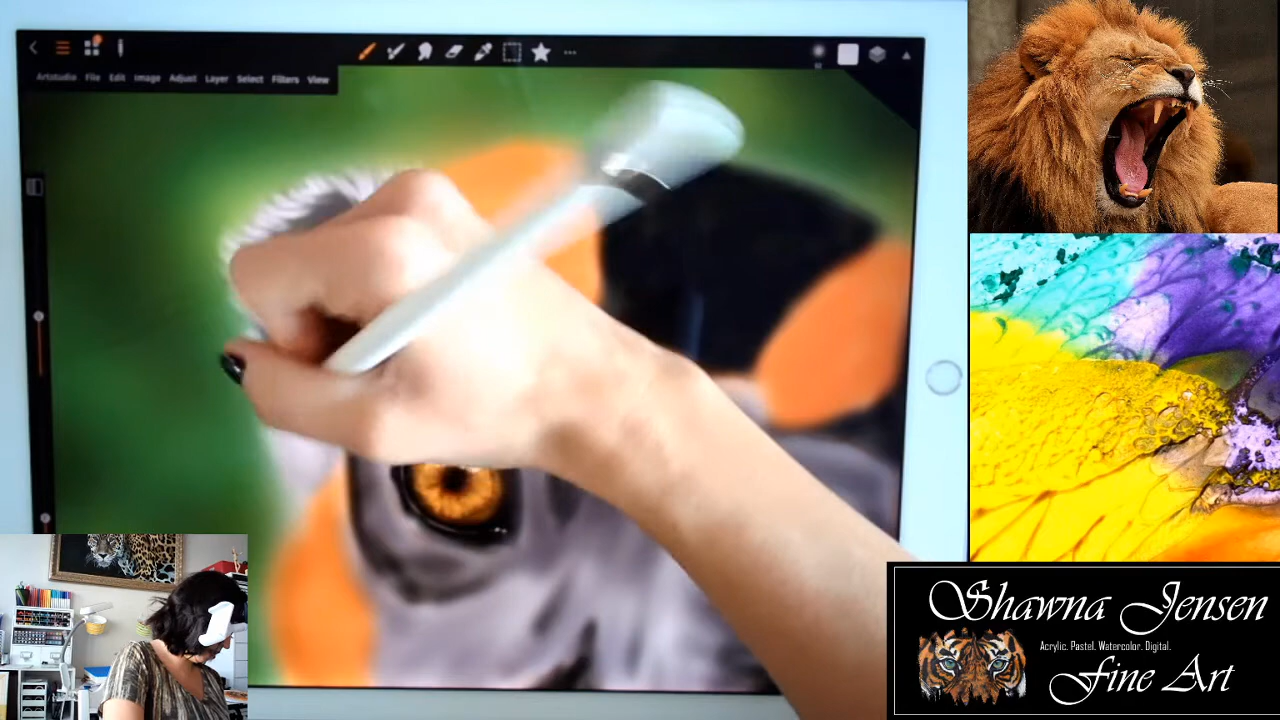 Artstudio File Edit Image Adjust Layer Select Filters View
Shawna Jensen
Acrylic. Pastel. Watercolor. Digital.
Fine Art